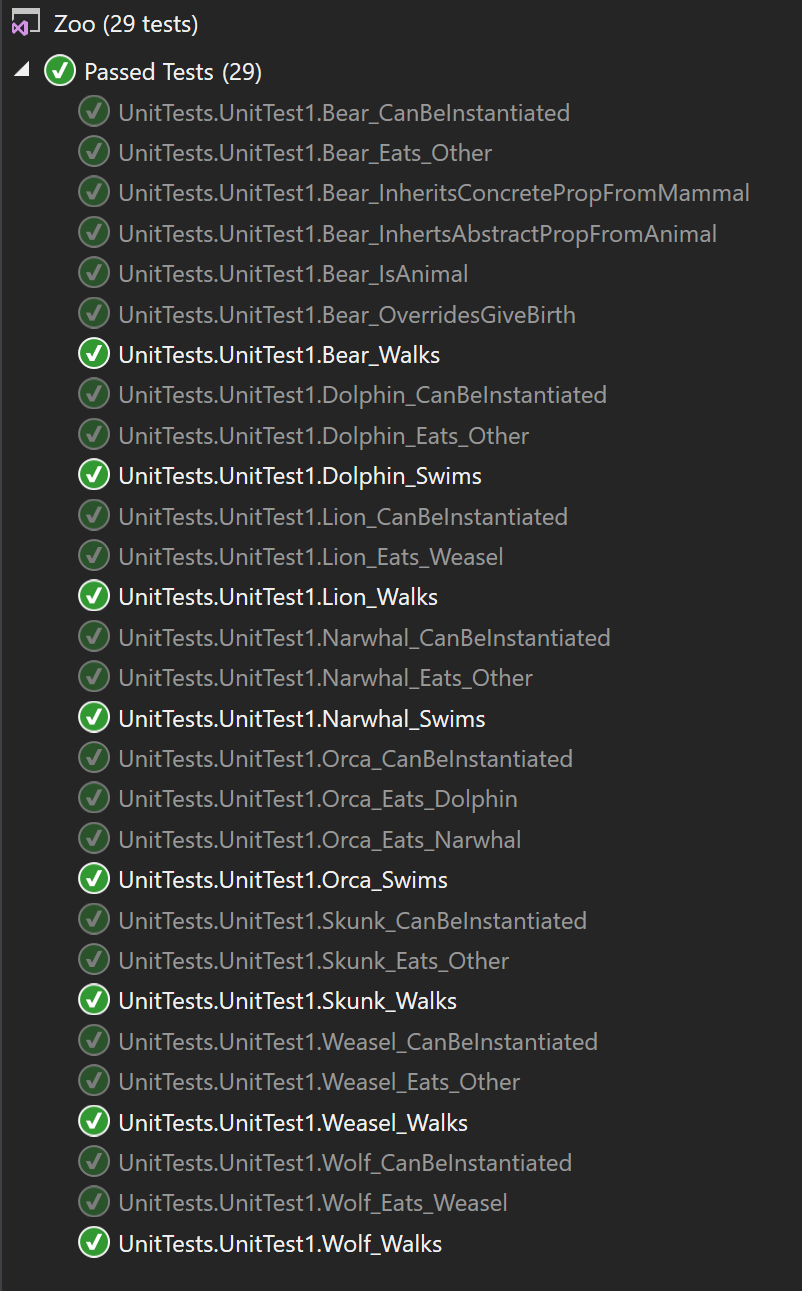 Zoo (29 tests)
Passed Tests (29)
UnitTests.UnitTest1.Bear_CanBeInstantiated
UnitTests.UnitTest1.Bear_Eats_Other
UnitTests.UnitTest1.Bear_InheritsConcretePropFromMammal
UnitTests.UnitTest1.Bear_InhertsAbstractPropFromAnimal
UnitTests.UnitTest1.Bear_IsAnimal
UnitTests.UnitTest1.Bear_OverridesGiveBirth
UnitTests.UnitTest1.Bear_Walks
UnitTests.UnitTest1.Dolphin_CanBeInstantiated
UnitTests.UnitTest1.Dolphin_Eats_Other
UnitTests.UnitTest1.Dolphin_Swims
UnitTests.UnitTest1.Lion_CanBeInstantiated
UnitTests.UnitTest1.Lion_Eats_Weasel
UnitTests.UnitTest1.Lion_Walks
UnitTests.UnitTest1.Narwhal_CanBeInstantiated
UnitTests.UnitTest1.Narwhal_Eats_Other
UnitTests.UnitTest1.Narwhal_Swims
UnitTests.UnitTest1.Orca_CanBeInstantiated
UnitTests.UnitTest1.Orca_Eats_Dolphin
UnitTests.UnitTest1.Orca_Eats_Narwhal
UnitTests.UnitTest1.Orca_Swims
UnitTests.UnitTest1.Skunk_CanBeInstantiated
UnitTests.UnitTest1.Skunk_Eats_Other
UnitTests.UnitTest1.Skunk_Walks
UnitTests.UnitTest1.Weasel_CanBeInstantiated
UnitTests.UnitTest1.Weasel_Eats_Other
UnitTests.UnitTest1.Weasel_Walks
UnitTests.UnitTest1.Wolf_CanBeInstantiated
UnitTests.UnitTest1.Wolf_Eats_Weasel
UnitTests.UnitTest1.Wolf_Walks